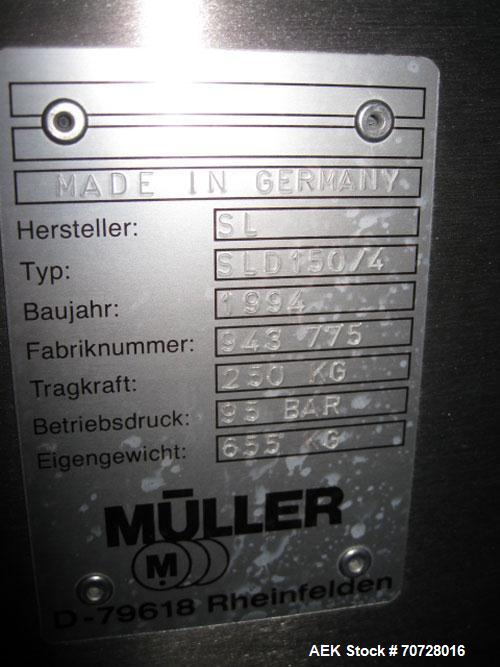 MADE IN GERMANY
Hersteller: SL
Typ: SLD150/4
Baujahr: 1994
Fabriknummer: 943 775
Tragkraft: 250 KG
Betriebsdruck: 95 BAR
Eigengewicht: 655 KG
MÜLLER
M
D-79618 Rheinfelden
AEK Stock # 70728016